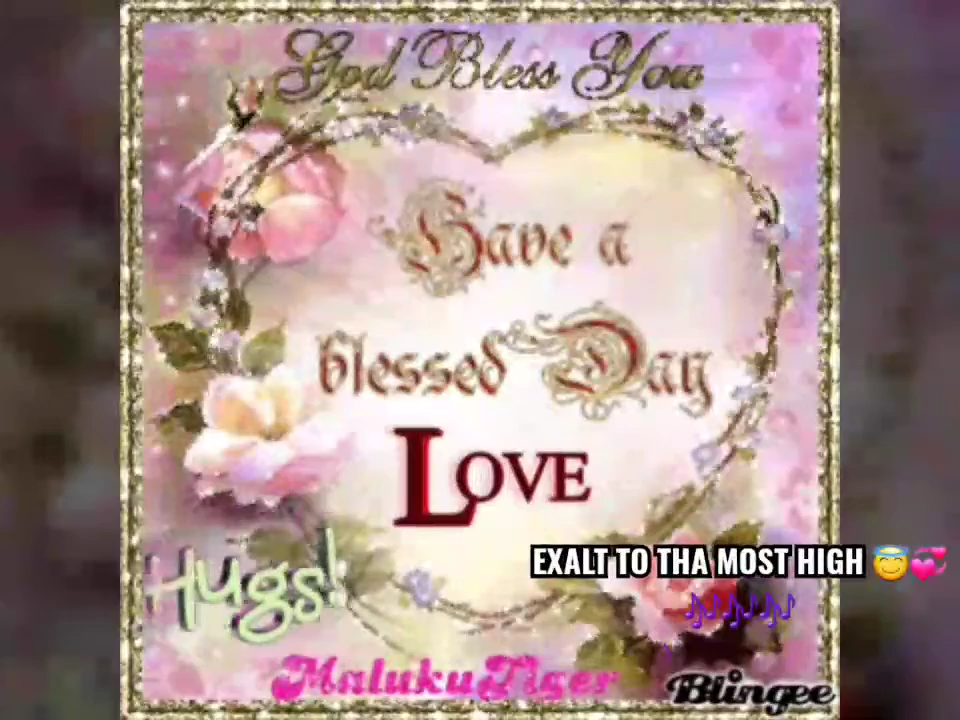 God Bless You
Have a
blessed Day
LOVE
EXALT TO THA MOST HIGH 😇💞
🎶🎶🎶
Hugs!
MalukuTiger
Blingee